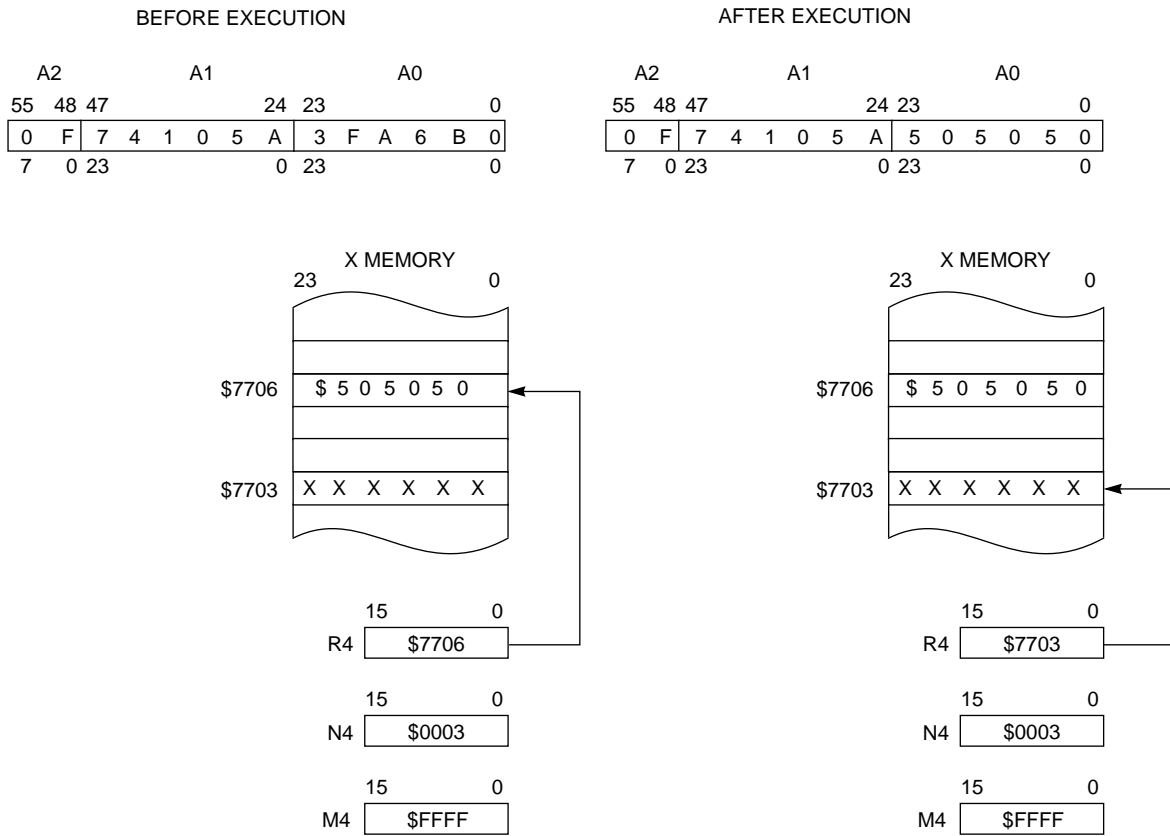 BEFORE EXECUTION
AFTER EXECUTION
A2 A1 A0
55 48 47 24 23 0
0 F 7 4 1 0 5 A 3 F A 6 B 0
7 0 23 0 23 0
A2 A1 A0
55 48 47 24 23 0
0 F 7 4 1 0 5 A 5 0 5 0 5 0
7 0 23 0 23 0
X MEMORY
23 0
$7706 $ 5 0 5 0 5 0
$7703 X X X X X X
15 0
R4 $7706
15 0
N4 $0003
15 0
M4 $FFFF
X MEMORY
23 0
$7706 $ 5 0 5 0 5 0
$7703 X X X X X X
15 0
R4 $7703
15 0
N4 $0003
15 0
M4 $FFFF